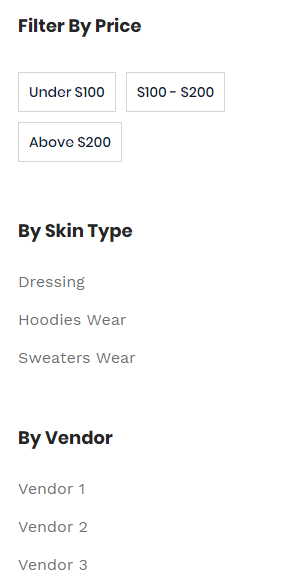 Filter By Price
Under $100 $100 - $200
Above $200
By Skin Type
Dressing
Hoodies Wear
Sweaters Wear
By Vendor
Vendor 1
Vendor 2
Vendor 3